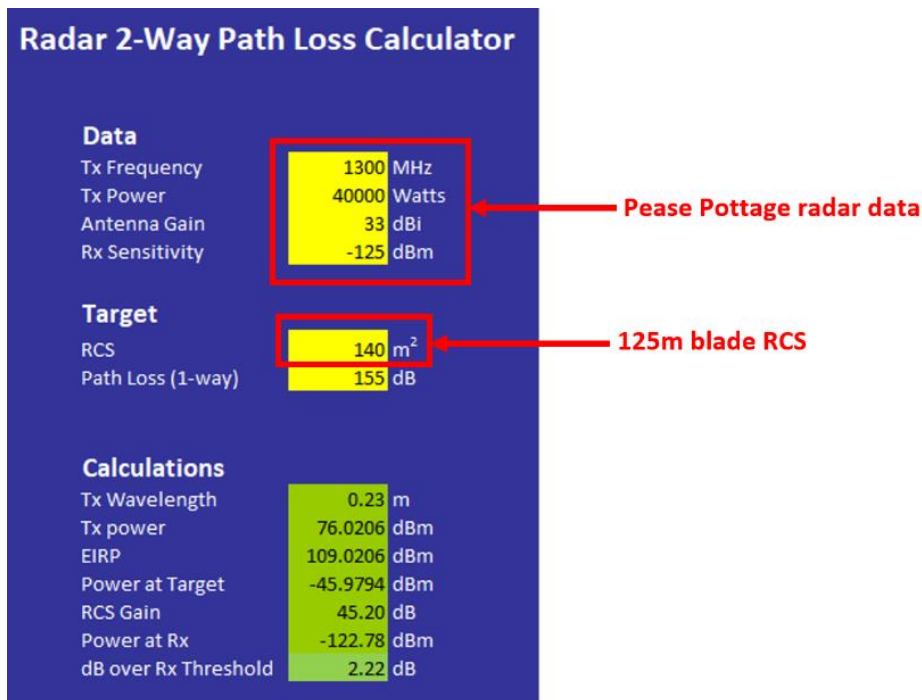 Radar 2-Way Path Loss Calculator
Data
Tx Frequency 1300 MHz
Tx Power 40000 Watts
Antenna Gain 33 dBi
Rx Sensitivity -125 dBm
Pease Pottage radar data
Target
RCS 140 m²
125m blade RCS
Path Loss (1-way) 155 dB
Calculations
Tx Wavelength 0.23 m
Tx power 76.0206 dBm
EIRP 109.0206 dBm
Power at Target -45.9794 dBm
RCS Gain 45.20 dB
Power at Rx -122.78 dBm
dB over Rx Threshold 2.22 dB